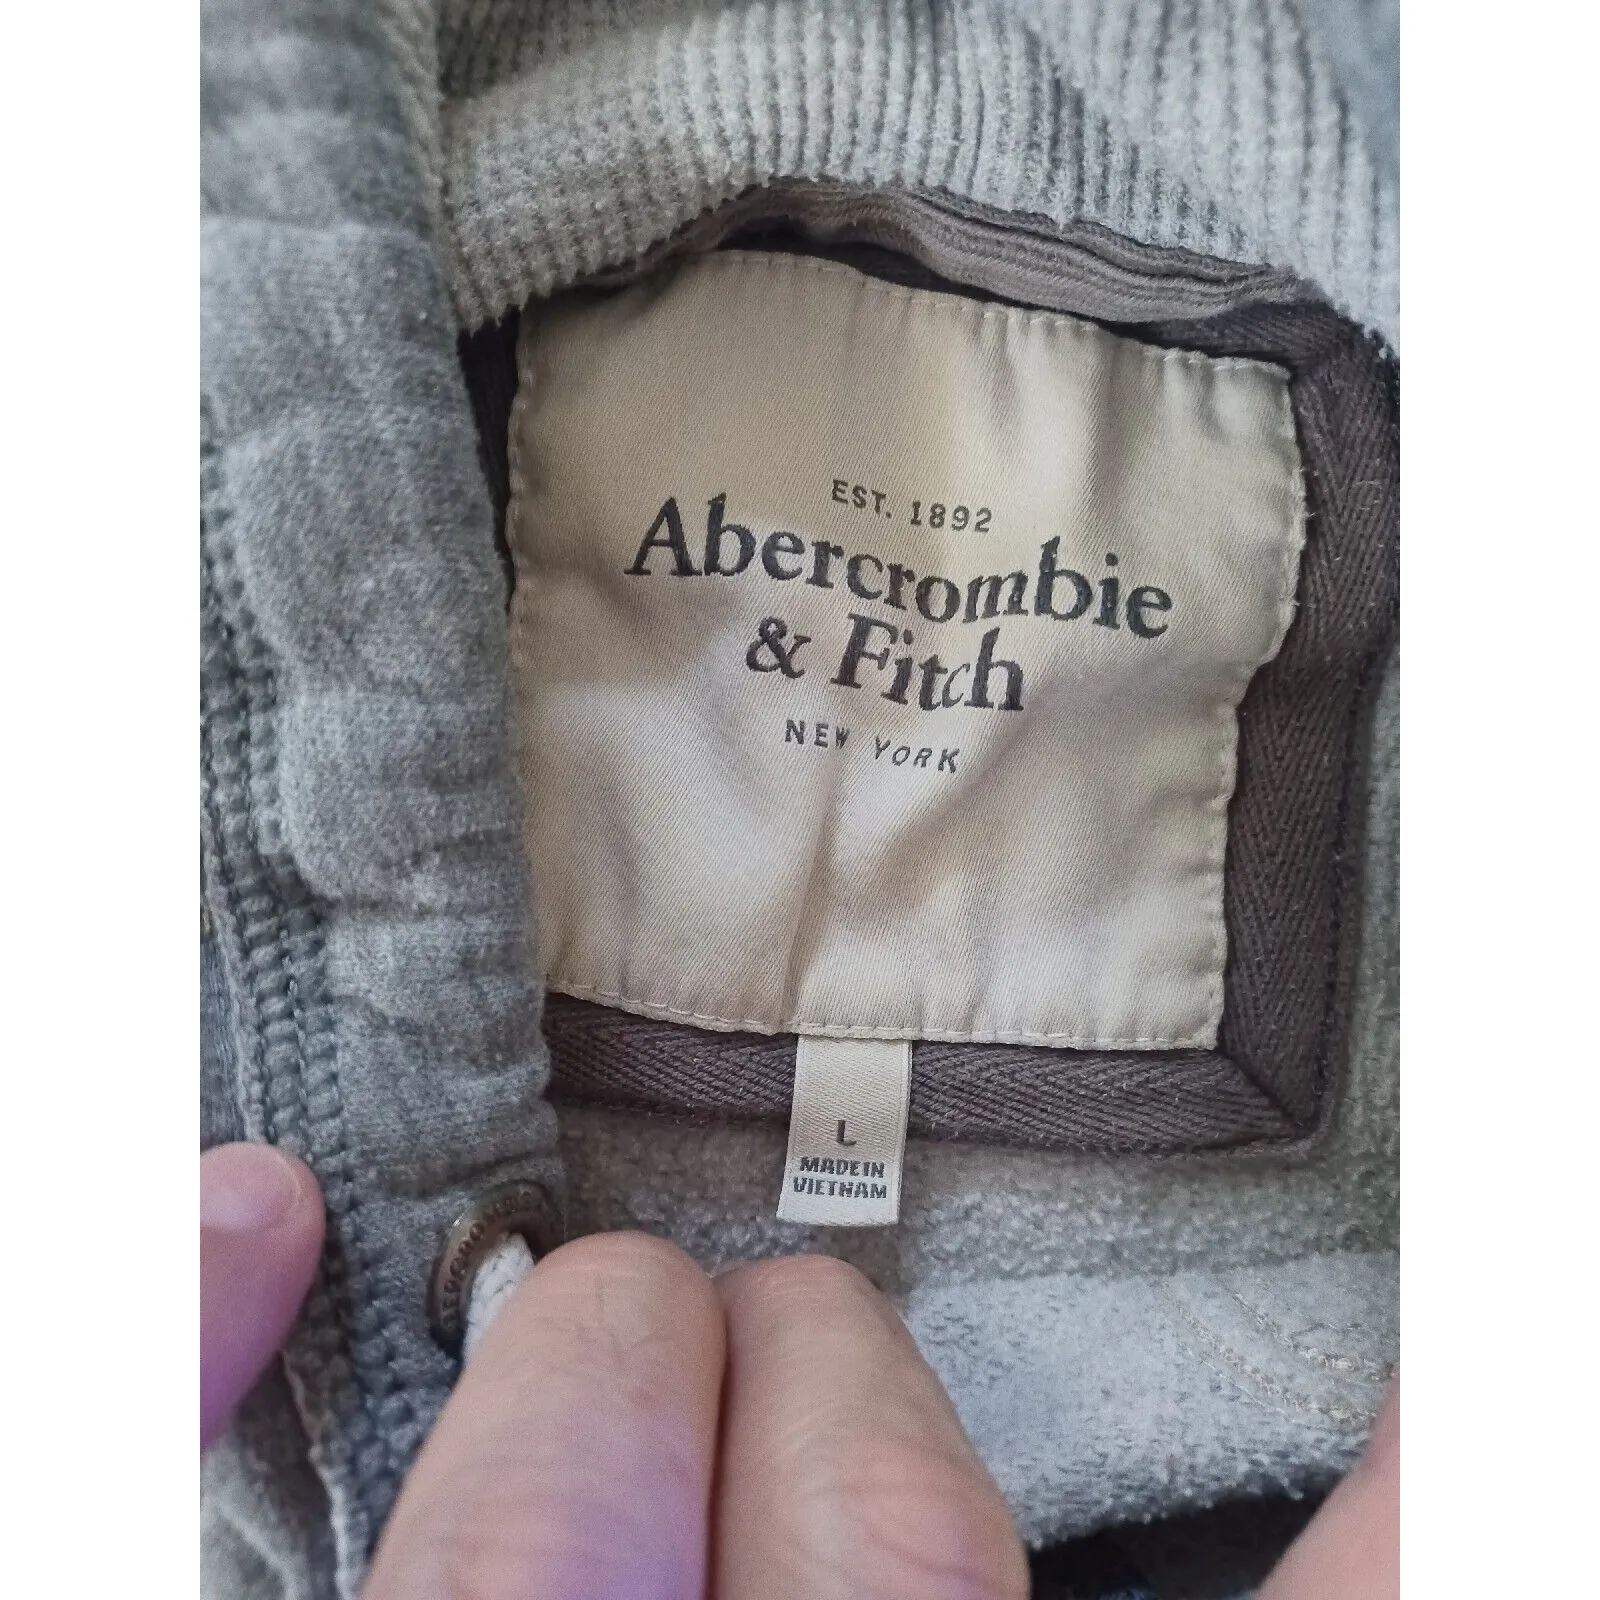 EST. 1892
Abercrombie
& Fitch
NEW YORK
L
MADE IN
VIETNAM